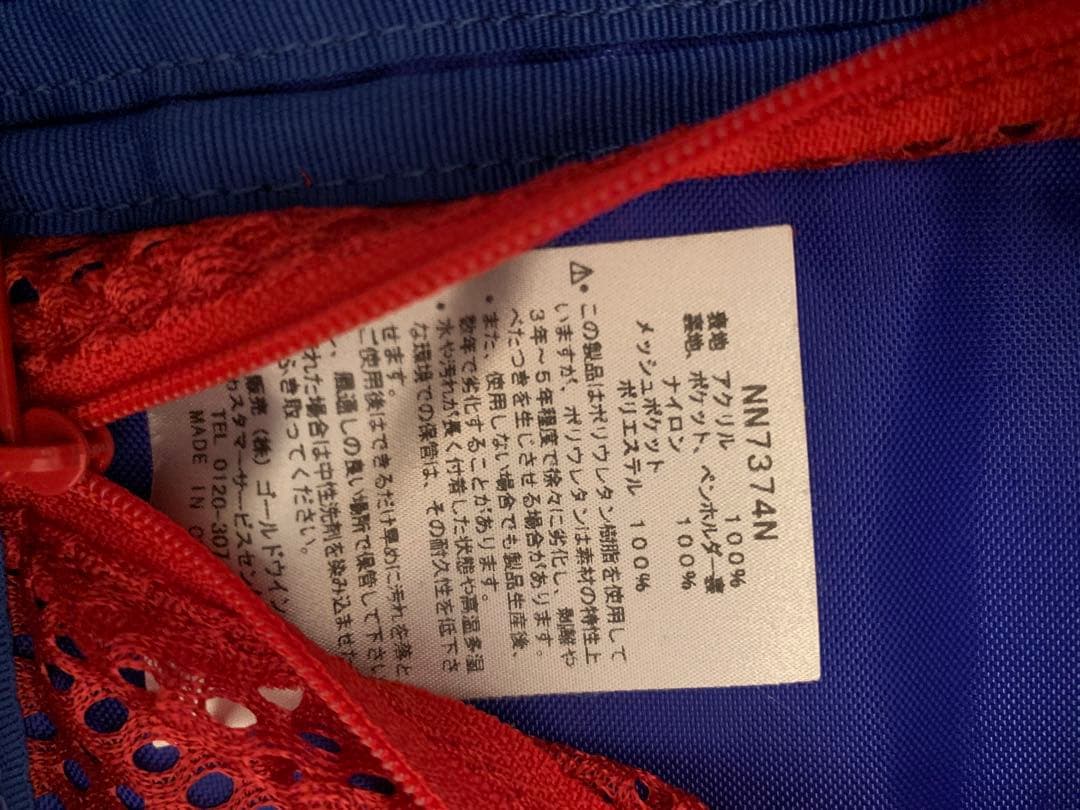 NN7374N
表地 アクリル 100%
裏地、ポケット、ペンホルダー裏
ナイロン 100%
メッシュポケット
ポリエステル 100%
⚠•この製品はポリウレタン樹脂を使用して
いますが、ポリウレタンは素材の特性上
3年〜5年程度で徐々に劣化し、剥離や
べたつきを生じさせる場合があります。
•また、使用しない場合でも製品生産後、
数年で劣化することがあります。
•水や汚れが長く付着した状態や高温多湿
な環境での保管は、その耐久性を低下さ
せます。
ご使用後はできるだけ早めに汚れを落と
し、風通しの良い場所で保管して下さい
れた場合は中性洗剤を染み込ませた
ふき取ってください。
販売 (株) ゴールドウイン
カスタマーサービスセン
TEL 0120-307
MADE IN